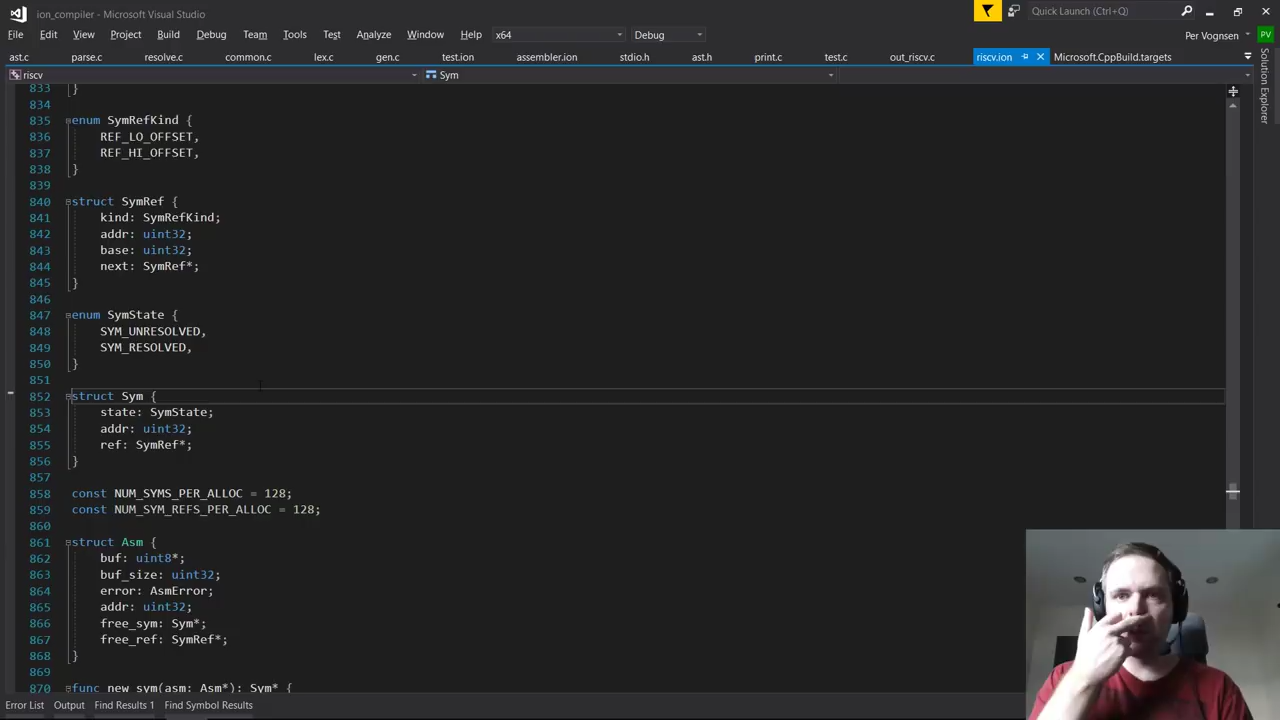 ion_compiler - Microsoft Visual Studio
Quick Launch (Ctrl+Q)
File Edit View Project Build Debug Team Tools Test Analyze Window Help x64 Debug Per Vognsen PV
ast.c parse.c resolve.c common.c lex.c gen.c test.ion assembler.ion stdio.h ast.h print.c test.c out_riscv.c riscv.ion Microsoft.CppBuild.targets
riscv Sym
Solution Explorer
833 }
834
835 enum SymRefKind {
836 REF_LO_OFFSET,
837 REF_HI_OFFSET,
838 }
839
840 struct SymRef {
841 kind: SymRefKind;
842 addr: uint32;
843 base: uint32;
844 next: SymRef*;
845 }
846
847 enum SymState {
848 SYM_UNRESOLVED,
849 SYM_RESOLVED,
850 }
851
852 struct Sym {
853 state: SymState;
854 addr: uint32;
855 ref: SymRef*;
856 }
857
858 const NUM_SYMS_PER_ALLOC = 128;
859 const NUM_SYM_REFS_PER_ALLOC = 128;
860
861 struct Asm {
862 buf: uint8*;
863 buf_size: uint32;
864 error: AsmError;
865 addr: uint32;
866 free_sym: Sym*;
867 free_ref: SymRef*;
868 }
869
870 func new_sym(asm: Asm*): Sym* {
Error List Output Find Results 1 Find Symbol Results